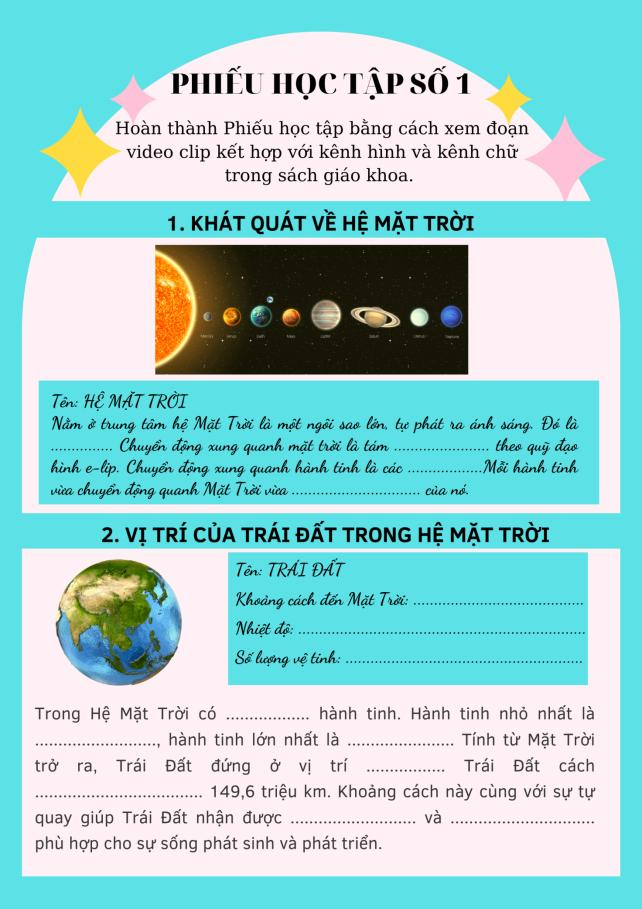 PHIẾU HỌC TẬP SỐ 1
Hoàn thành Phiếu học tập bằng cách xem đoạn
video clip kết hợp với kênh hình và kênh chữ
trong sách giáo khoa.
1. KHÁT QUÁT VỀ HỆ MẶT TRỜI
Mercury Venus Earth Mars Jupiter Saturn Uranus Neptune
Tên: HỆ MẶT TRỜI
Nằm ở trung tâm hệ Mặt Trời là một ngôi sao lớn, tự phát ra ánh sáng. Đó là
............... Chuyển động xung quanh mặt trời là tám ....................... theo quỹ đạo
hình e-líp. Chuyển động xung quanh hành tinh là các ..................Mỗi hành tinh
vừa chuyển động quanh Mặt Trời vừa ............................... của nó.
2. VỊ TRÍ CỦA TRÁI ĐẤT TRONG HỆ MẶT TRỜI
Tên: TRÁI ĐẤT
Khoảng cách đến Mặt Trời: .........................................
Nhiệt độ: .....................................................................
Số lượng vệ tinh: .........................................................
Trong Hệ Mặt Trời có .................. hành tinh. Hành tinh nhỏ nhất là
.........................., hành tinh lớn nhất là ....................... Tính từ Mặt Trời
trở ra, Trái Đất đứng ở vị trí ................. Trái Đất cách
.................................... 149,6 triệu km. Khoảng cách này cùng với sự tự
quay giúp Trái Đất nhận được ........................... và ...............................
phù hợp cho sự sống phát sinh và phát triển.